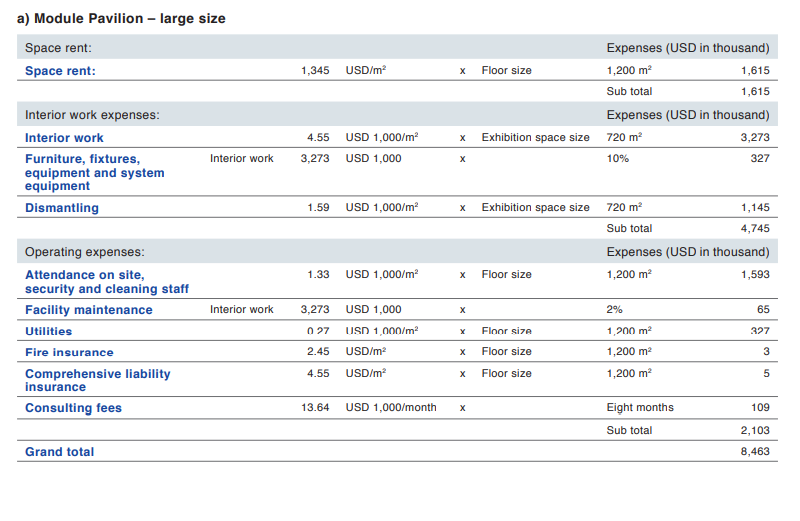 a) Module Pavilion – large size
Space rent: Expenses (USD in thousand)
Space rent: 1,345 USD/m² x Floor size 1,200 m² 1,615
Sub total 1,615
Interior work expenses: Expenses (USD in thousand)
Interior work 4.55 USD 1,000/m² x Exhibition space size 720 m² 3,273
Furniture, fixtures, Interior work 3,273 USD 1,000 x 10% 327
equipment and system
equipment
Dismantling 1.59 USD 1,000/m² x Exhibition space size 720 m² 1,145
Sub total 4,745
Operating expenses: Expenses (USD in thousand)
Attendance on site, 1.33 USD 1,000/m² x Floor size 1,200 m² 1,593
security and cleaning staff
Facility maintenance Interior work 3,273 USD 1,000 x 2% 65
Utilities 0.27 USD 1,000/m² x Floor size 1,200 m² 327
Fire insurance 2.45 USD/m² x Floor size 1,200 m² 3
Comprehensive liability 4.55 USD/m² x Floor size 1,200 m² 5
insurance
Consulting fees 13.64 USD 1,000/month x Eight months 109
Sub total 2,103
Grand total 8,463